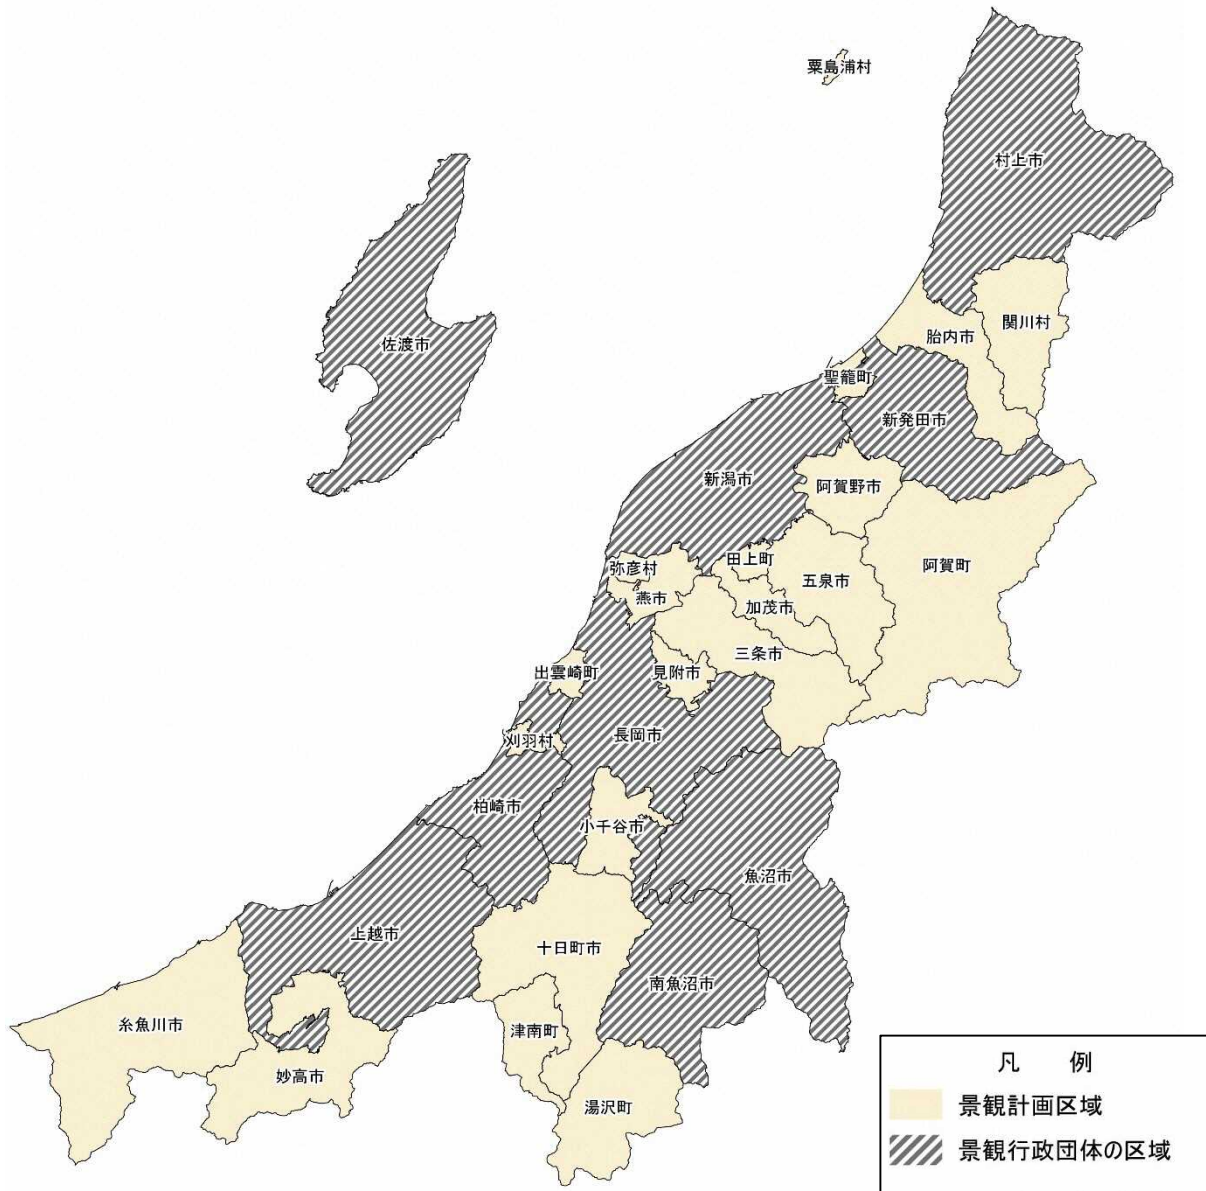 粟島浦村
村上市
関川村
佐渡市
胎内市
聖籠町
新発田市
新潟市
阿賀野市
田上町
弥彦村
阿賀町
五泉市
燕市
加茂市
三条市
出雲崎町
見附市
長岡市
刈羽村
柏崎市
小千谷市
魚沼市
上越市
十日町市
南魚沼市
糸魚川市
津南町
妙高市
湯沢町
凡 例
景観計画区域
景観行政団体の区域